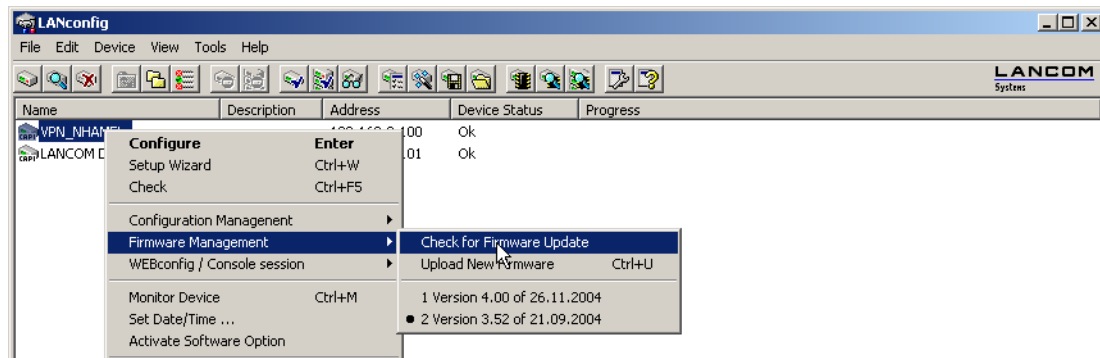 LANconfig
File Edit Device View Tools Help
LANCOM
Systems
Name Description Address Device Status Progress
VPN_NHAMEL 100 Ok
LANCOM 01 Ok
Configure Enter
Setup Wizard Ctrl+W
Check Ctrl+F5
Configuration Management
Firmware Management
WEBconfig / Console session
Monitor Device Ctrl+M
Set Date/Time ...
Activate Software Option
Check for Firmware Update
Upload New Firmware Ctrl+U
1 Version 4.00 of 26.11.2004
2 Version 3.52 of 21.09.2004